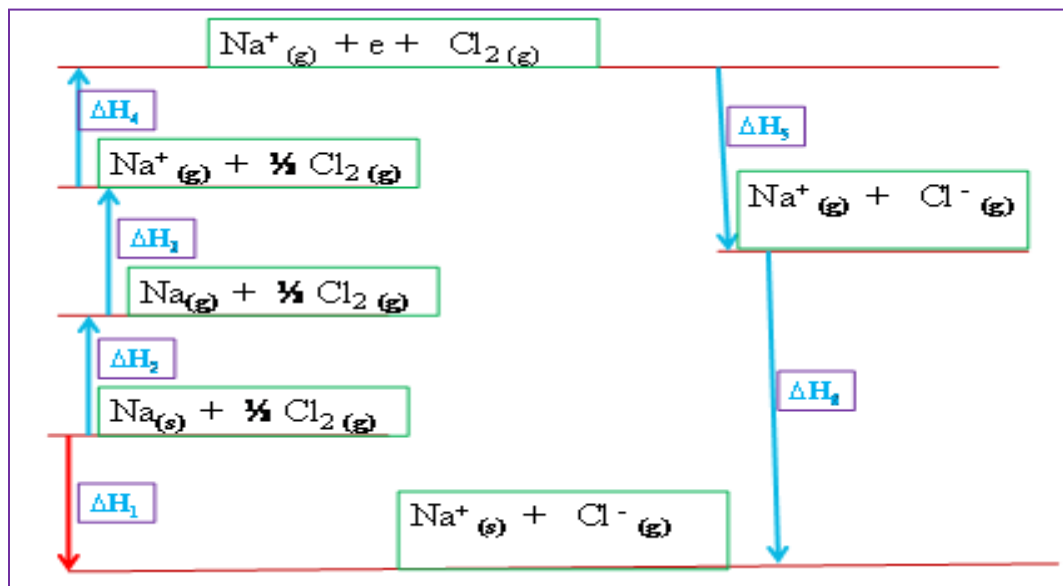 Na⁺ (g) + e + Cl₂ (g)
ΔH₄
ΔH₅
Na⁺ (g) + ½ Cl₂ (g)
Na⁺ (g) + Cl⁻ (g)
ΔH₃
Na(g) + ½ Cl₂ (g)
ΔH₂
ΔH₆
Na(s) + ½ Cl₂ (g)
ΔH₁
Na⁺ (s) + Cl⁻ (g)